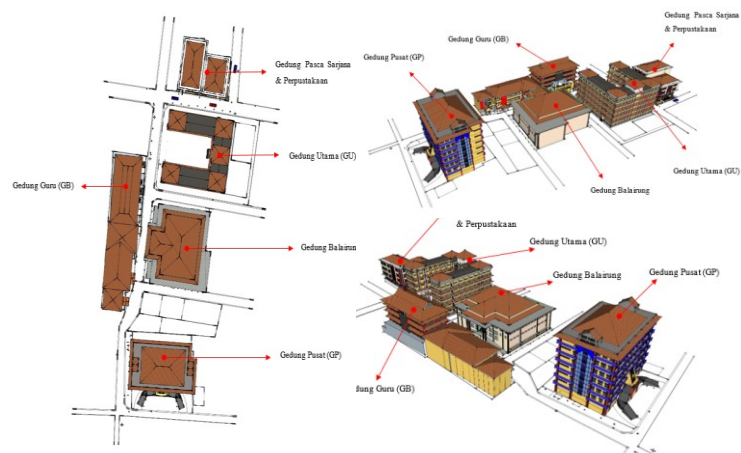 Gedung Pasca Sarjana
& Perpustakaan
Gedung Utama (GU)
Gedung Guru (GB)
Gedung Balairun
Gedung Pusat (GP)
Gedung Guru (GB)
Gedung Pasca Sarjana
& Perpustakaan
Gedung Pusat (GP)
Gedung Utama (GU)
Gedung Balairung
& Perpustakaan
Gedung Utama (GU)
Gedung Balairung
Gedung Pusat (GP)
dung Guru (GB)